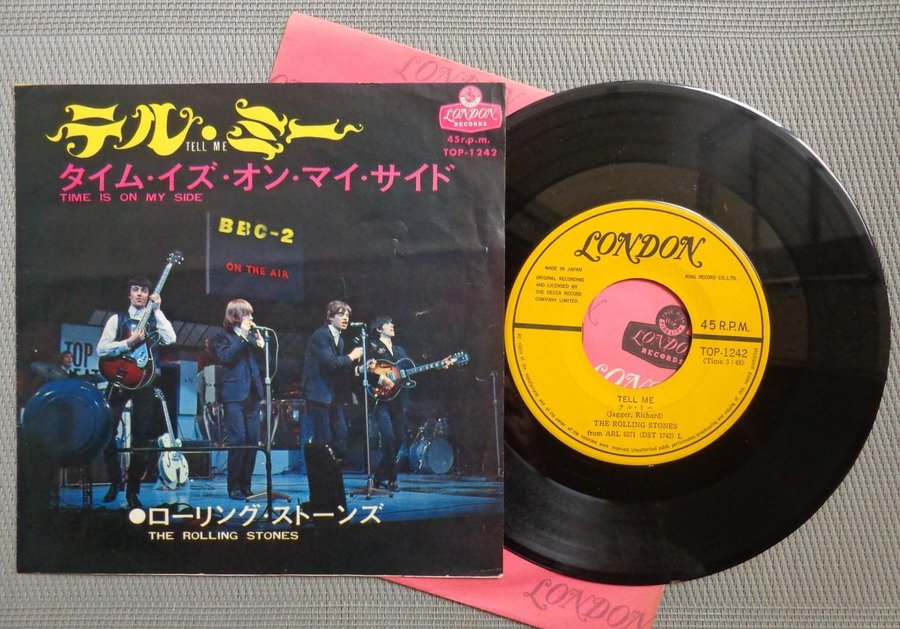 テル・ミー
TELL ME
LONDON
RECORDS
45r.p.m.
TOP-1242
タイム・イズ・オン・マイ・サイド
TIME IS ON MY SIDE
BBC-2
ON THE AIR
TOP
●ローリング・ストーンズ
THE ROLLING STONES
LONDON
LONDON
MADE IN JAPAN
KING RECORD CO., LTD.
ORIGINAL RECORDING
AND LICENSED BY
THE DECCA RECORD
COMPANY LIMITED
LONDON
RECORDS
45 R.P.M.
TOP-1242
(Time 3:49)
TELL ME
テル・ミー
(Jagger, Richard)
THE ROLLING STONES
from ARL 6271 (DST 1742) L
LONDON